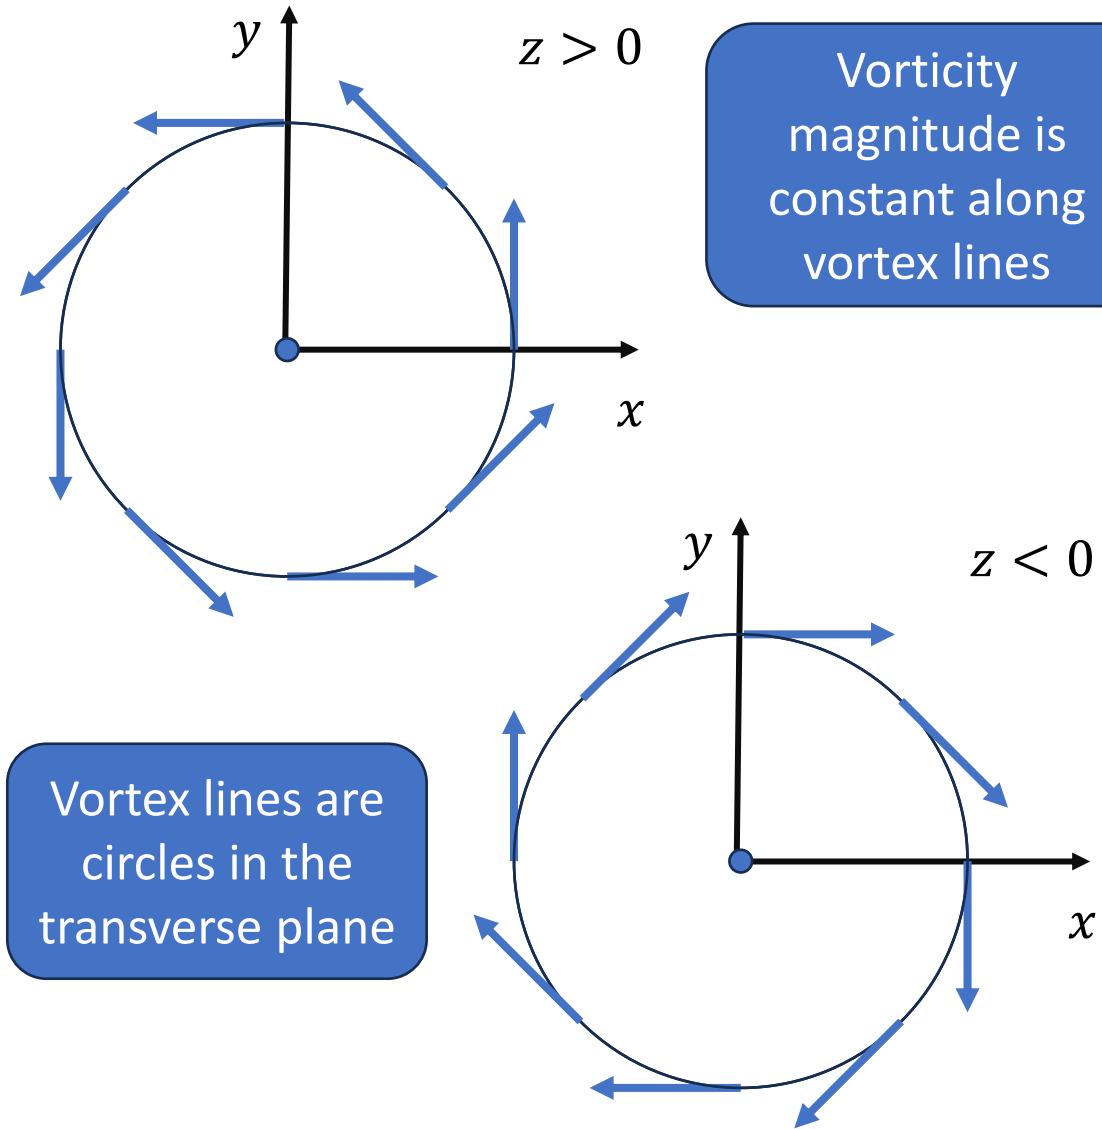 y
z > 0
Vorticity
magnitude is
constant along
vortex lines
x
y
z < 0
Vortex lines are
circles in the
transverse plane
x